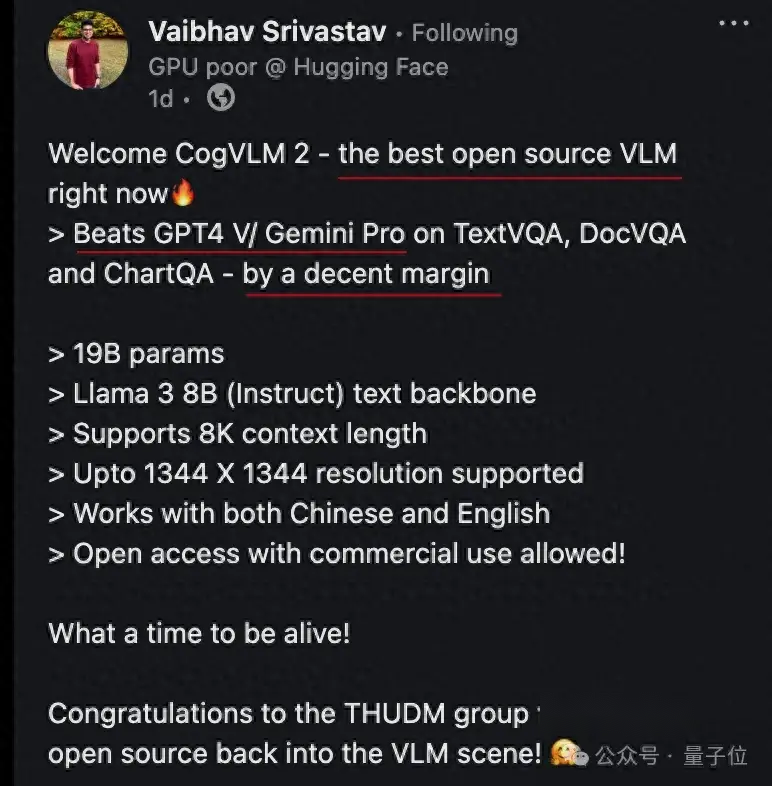 Vaibhav Srivastav • Following
GPU poor @ Hugging Face
1d •
Welcome CogVLM 2 - the best open source VLM
right now🔥
> Beats GPT4 V/ Gemini Pro on TextVQA, DocVQA
and ChartQA - by a decent margin
> 19B params
> Llama 3 8B (Instruct) text backbone
> Supports 8K context length
> Upto 1344 X 1344 resolution supported
> Works with both Chinese and English
> Open access with commercial use allowed!
What a time to be alive!
Congratulations to the THUDM group
open source back into the VLM scene! 🤗
公众号 · 量子位